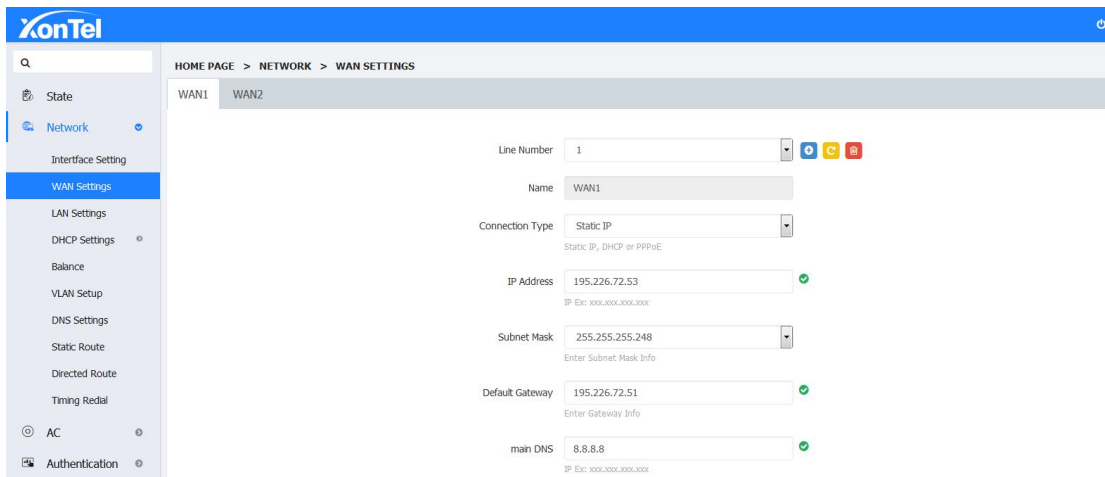 XonTel
HOME PAGE > NETWORK > WAN SETTINGS
State
Network
Interface Setting
WAN Settings
LAN Settings
DHCP Settings
Balance
VLAN Setup
DNS Settings
Static Route
Directed Route
Timing Redial
AC
Authentication
WAN1 WAN2
Line Number 1
Name WAN1
Connection Type Static IP
Static IP, DHCP or PPPoE
IP Address 195.226.72.53
IP Ex: xxx.xxx.xxx.xxx
Subnet Mask 255.255.255.248
Enter Subnet Mask Info
Default Gateway 195.226.72.51
Enter Gateway Info
main DNS 8.8.8.8
IP Ex: xxx.xxx.xxx.xxx